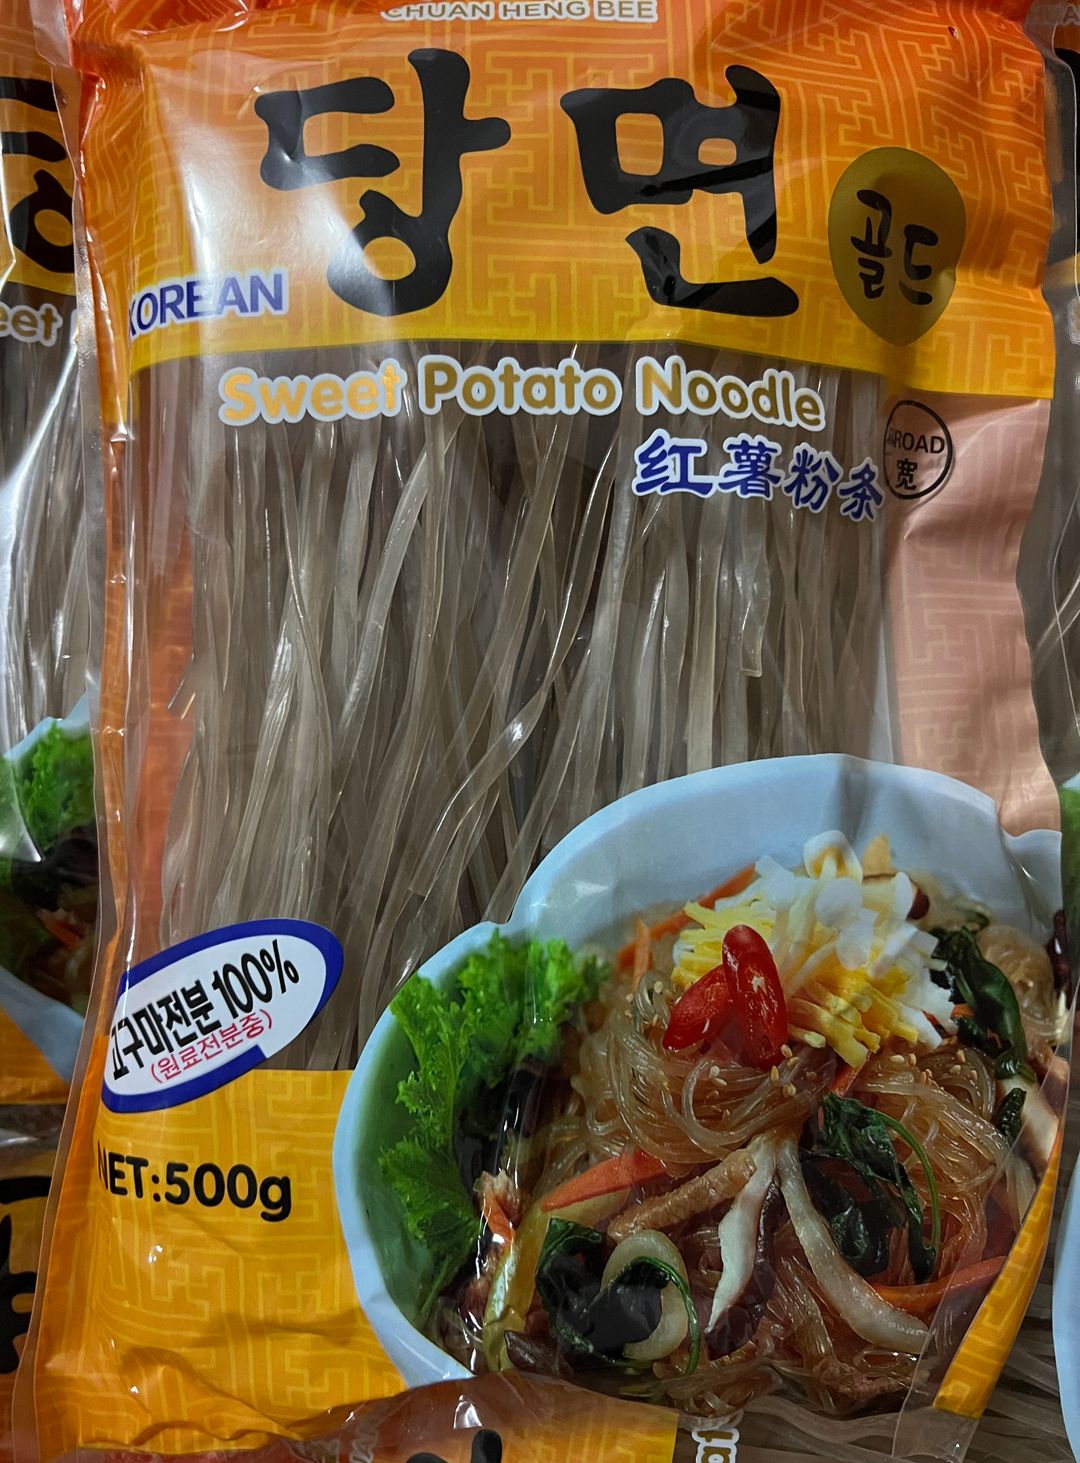 CHUAN HENG BEE
당면
골드
KOREAN
Sweet Potato Noodle
红薯粉条
BROAD
宽
고구마전분 100%
(원료전분중)
NET:500g